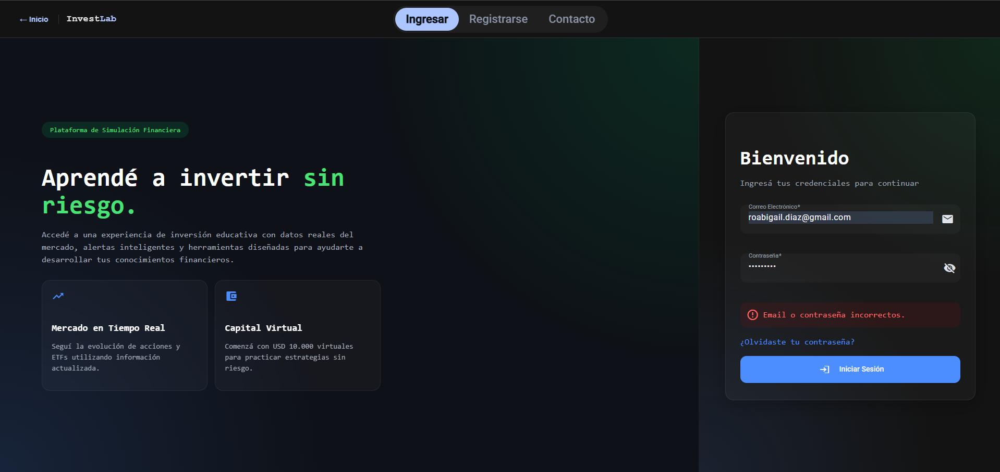 ← Inicio
InvestLab
Ingresar
Registrarse
Contacto
Plataforma de Simulación Financiera
Aprendé a invertir sin
riesgo.
Accedé a una experiencia de inversión educativa con datos reales del
mercado, alertas inteligentes y herramientas diseñadas para ayudarte a
desarrollar tus conocimientos financieros.
Mercado en Tiempo Real
Seguí la evolución de acciones y
ETFs utilizando información
actualizada.
Capital Virtual
Comenzá con USD 10.000 virtuales
para practicar estrategias sin
riesgo.
Bienvenido
Ingresá tus credenciales para continuar
Correo Electrónico*
roabigail.diaz@gmail.com
Contraseña*
•••••••••
Email o contraseña incorrectos.
¿Olvidaste tu contraseña?
Iniciar Sesión